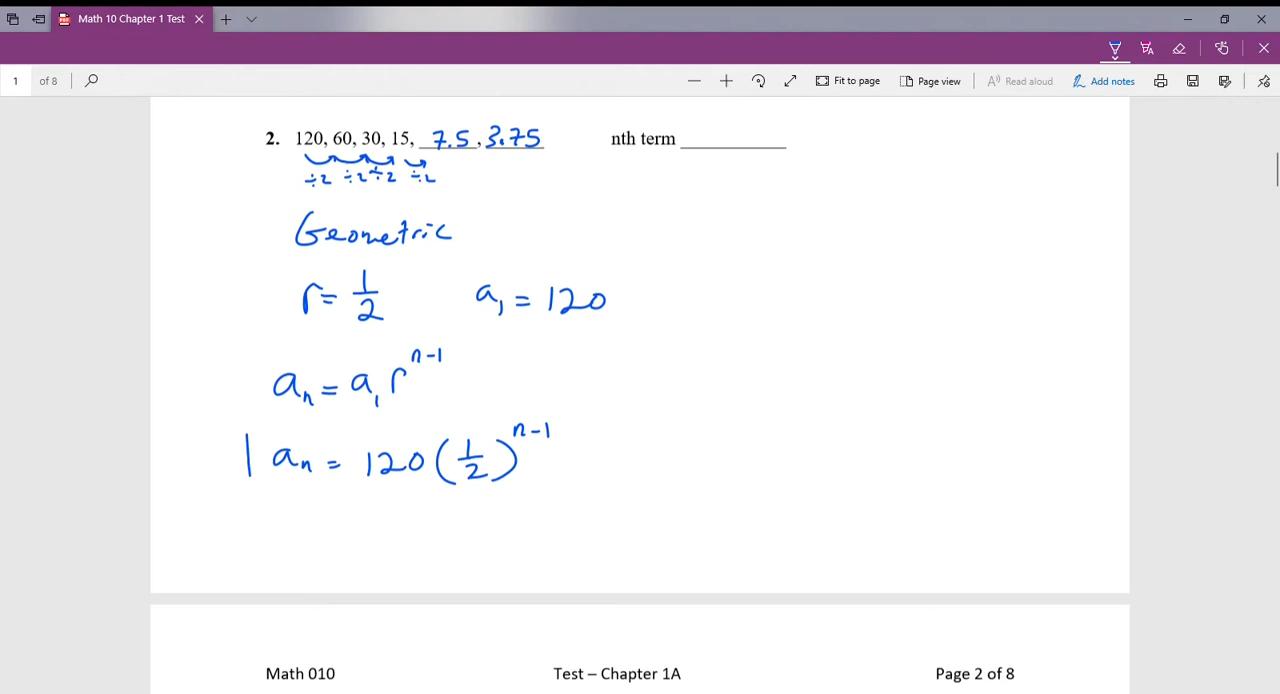 Math 10 Chapter 1 Test
1 of 8 Fit to page Page view Read aloud Add notes
2. 120, 60, 30, 15, 7.5, 3.75 nth term __________
÷2 ÷2 ÷2 ÷2
Geometric
r = 1/2 a₁ = 120
aₙ = a₁ r^(n-1)
| aₙ = 120 (1/2)^(n-1)
Math 010 Test – Chapter 1A Page 2 of 8